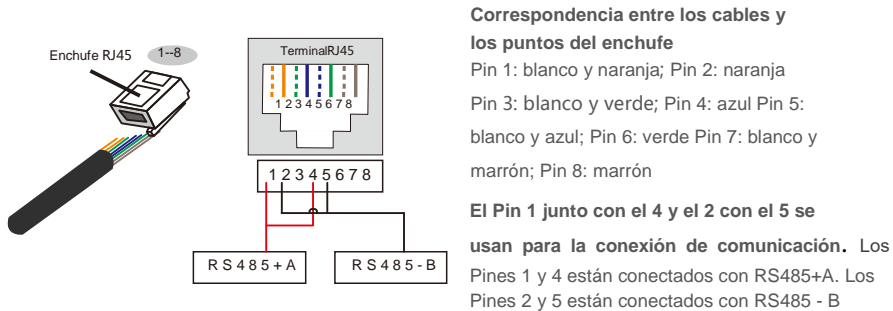 Enchufe RJ45
1--8
TerminalRJ45
1 2 3 4 5 6 7 8
1 2 3 4 5 6 7 8
R S 4 8 5 + A
R S 4 8 5 - B
Correspondencia entre los cables y
los puntos del enchufe
Pin 1: blanco y naranja; Pin 2: naranja
Pin 3: blanco y verde; Pin 4: azul Pin 5:
blanco y azul; Pin 6: verde Pin 7: blanco y
marrón; Pin 8: marrón
El Pin 1 junto con el 4 y el 2 con el 5 se
usan para la conexión de comunicación. Los
Pines 1 y 4 están conectados con RS485+A. Los
Pines 2 y 5 están conectados con RS485 - B